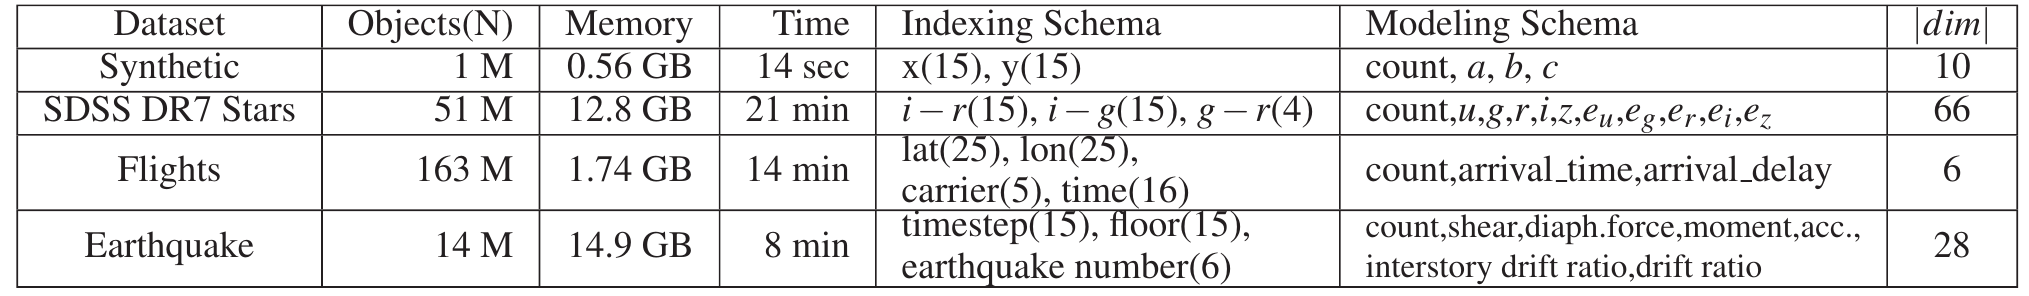 Dataset Objects(N) Memory Time Indexing Schema Modeling Schema |dim|
Synthetic 1 M 0.56 GB 14 sec x(15), y(15) count, a, b, c 10
SDSS DR7 Stars 51 M 12.8 GB 21 min i−r(15), i−g(15), g−r(4) count,u,g,r,i,z,e_u,e_g,e_r,e_i,e_z 66
Flights 163 M 1.74 GB 14 min lat(25), lon(25),
carrier(5), time(16) count,arrival_time,arrival_delay 6
Earthquake 14 M 14.9 GB 8 min timestep(15), floor(15),
earthquake number(6) count,shear,diaph.force,moment,acc.,
interstory drift ratio,drift ratio 28